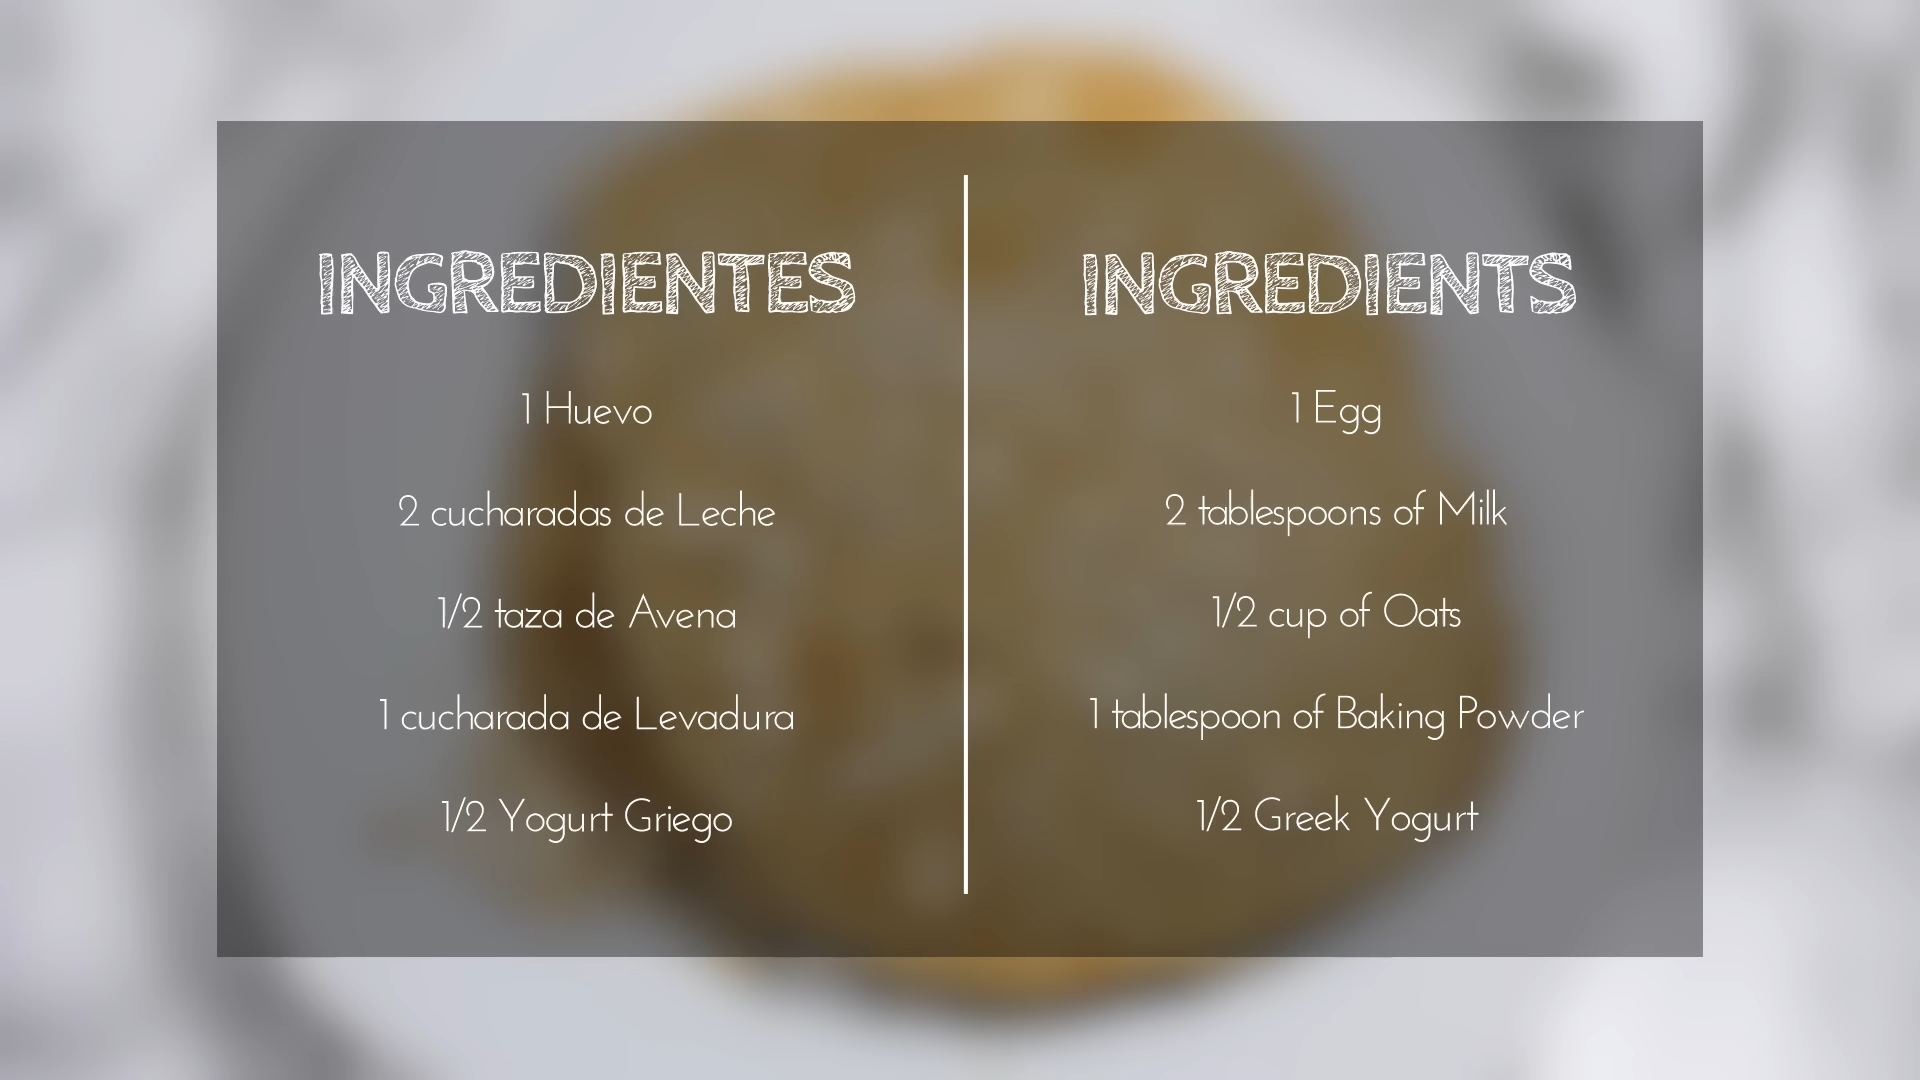 INGREDIENTES
1 Huevo
2 cucharadas de Leche
1/2 taza de Avena
1 cucharada de Levadura
1/2 Yogurt Griego
INGREDIENTS
1 Egg
2 tablespoons of Milk
1/2 cup of Oats
1 tablespoon of Baking Powder
1/2 Greek Yogurt